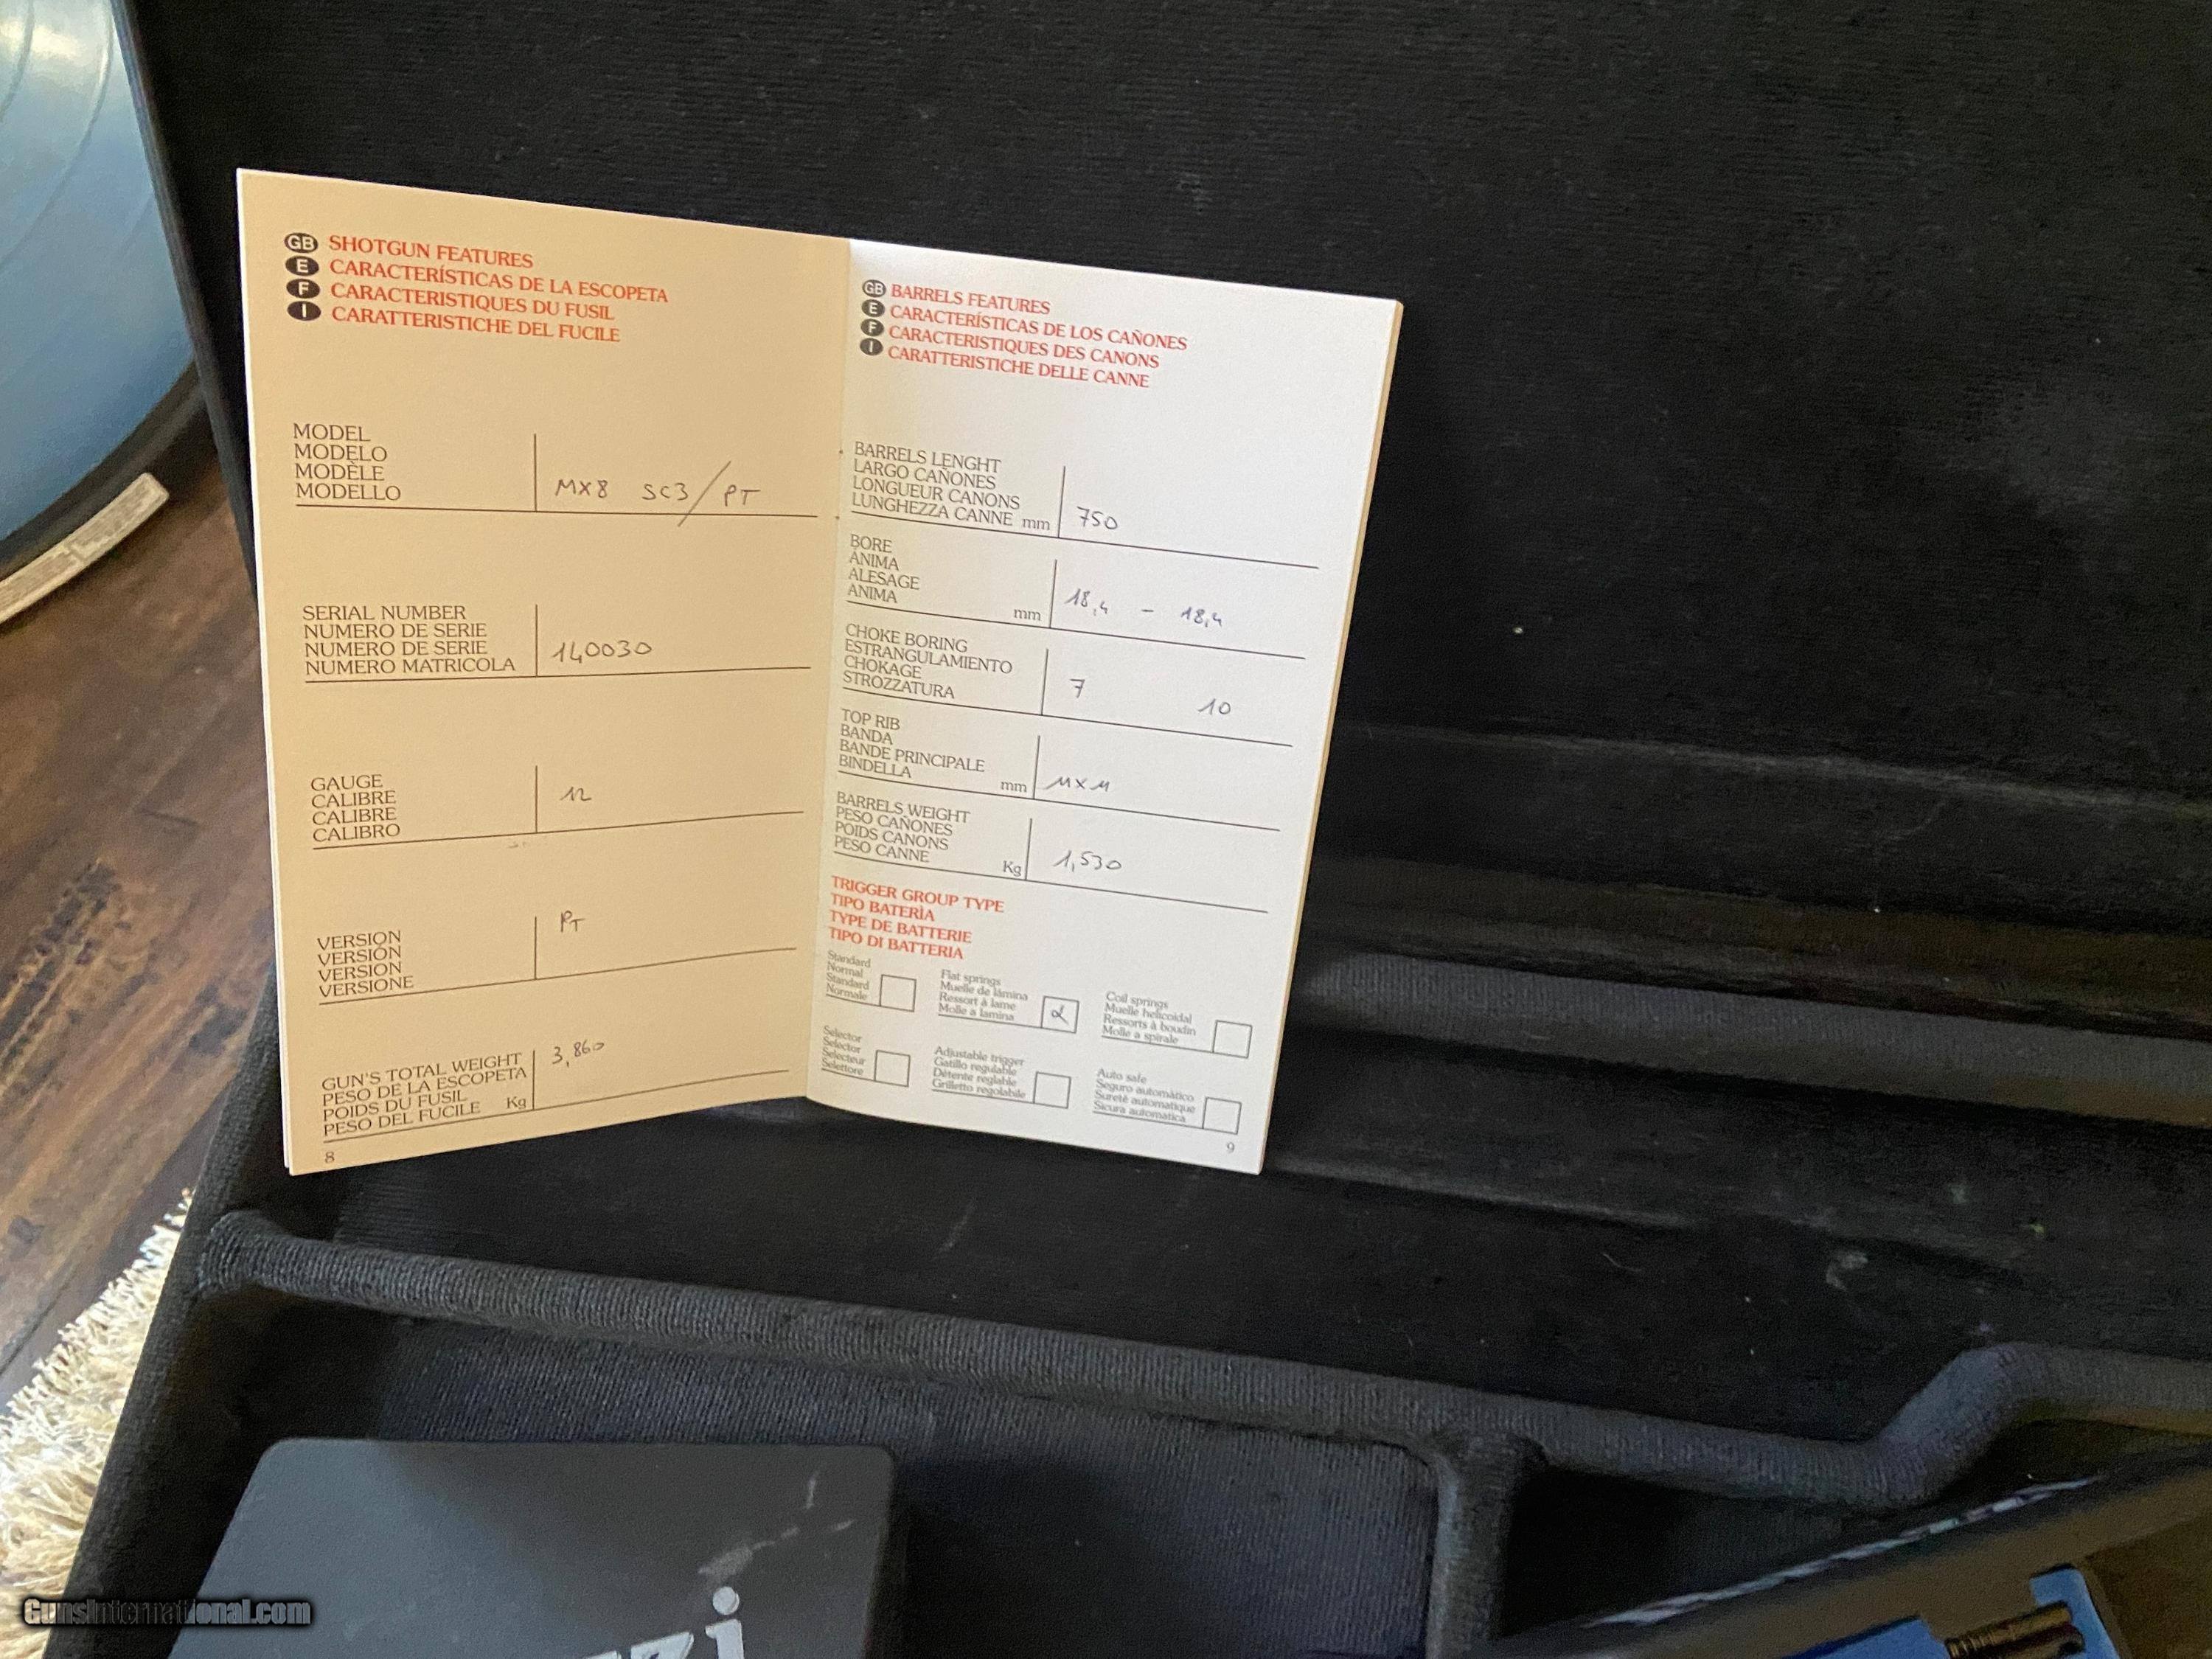 GB SHOTGUN FEATURES
E CARACTERÍSTICAS DE LA ESCOPETA
F CARACTERISTIQUES DU FUSIL
I CARATTERISTICHE DEL FUCILE
MODEL
MODELO
MODÈLE
MODELLO
MX8 SC3/PT
SERIAL NUMBER
NUMERO DE SERIE
NUMERO DE SERIE
NUMERO MATRICOLA
140030
GAUGE
CALIBRE
CALIBRE
CALIBRO
12
VERSION
VERSIÓN
VERSION
VERSIONE
PT
GUN'S TOTAL WEIGHT
PESO DE LA ESCOPETA
POIDS DU FUSIL
PESO DEL FUCILE Kg
3,860
8
GB BARRELS FEATURES
E CARACTERÍSTICAS DE LOS CAÑONES
F CARACTERISTIQUES DES CANONS
I CARATTERISTICHE DELLE CANNE
BARRELS LENGHT
LARGO CAÑONES
LONGUEUR CANONS
LUNGHEZZA CANNE mm
750
BORE
ÁNIMA
ALESAGE
ANIMA mm
18,4 - 18,4
CHOKE BORING
ESTRANGULAMIENTO
CHOKAGE
STROZZATURA
7 10
TOP RIB
BANDA
BANDE PRINCIPALE
BINDELLA mm
11x11
BARRELS WEIGHT
PESO CAÑONES
POIDS CANONS
PESO CANNE Kg
1,530
TRIGGER GROUP TYPE
TIPO BATERÌA
TYPE DE BATTERIE
TIPO DI BATTERIA
Standard
Normal
Standard
Normale
Flat springs
Muelle de làmina
Ressort à lame
Molle a lamina
Coil springs
Muelle helicoidal
Ressorts à boudin
Molle a spirale
Selector
Selector
Selecteur
Selettore
Adjustable trigger
Gatillo regulable
Détente reglable
Grilletto regolabile
Auto safe
Seguro automàtico
Sureté automatique
Sicura automatica
9
GunsInternational.com